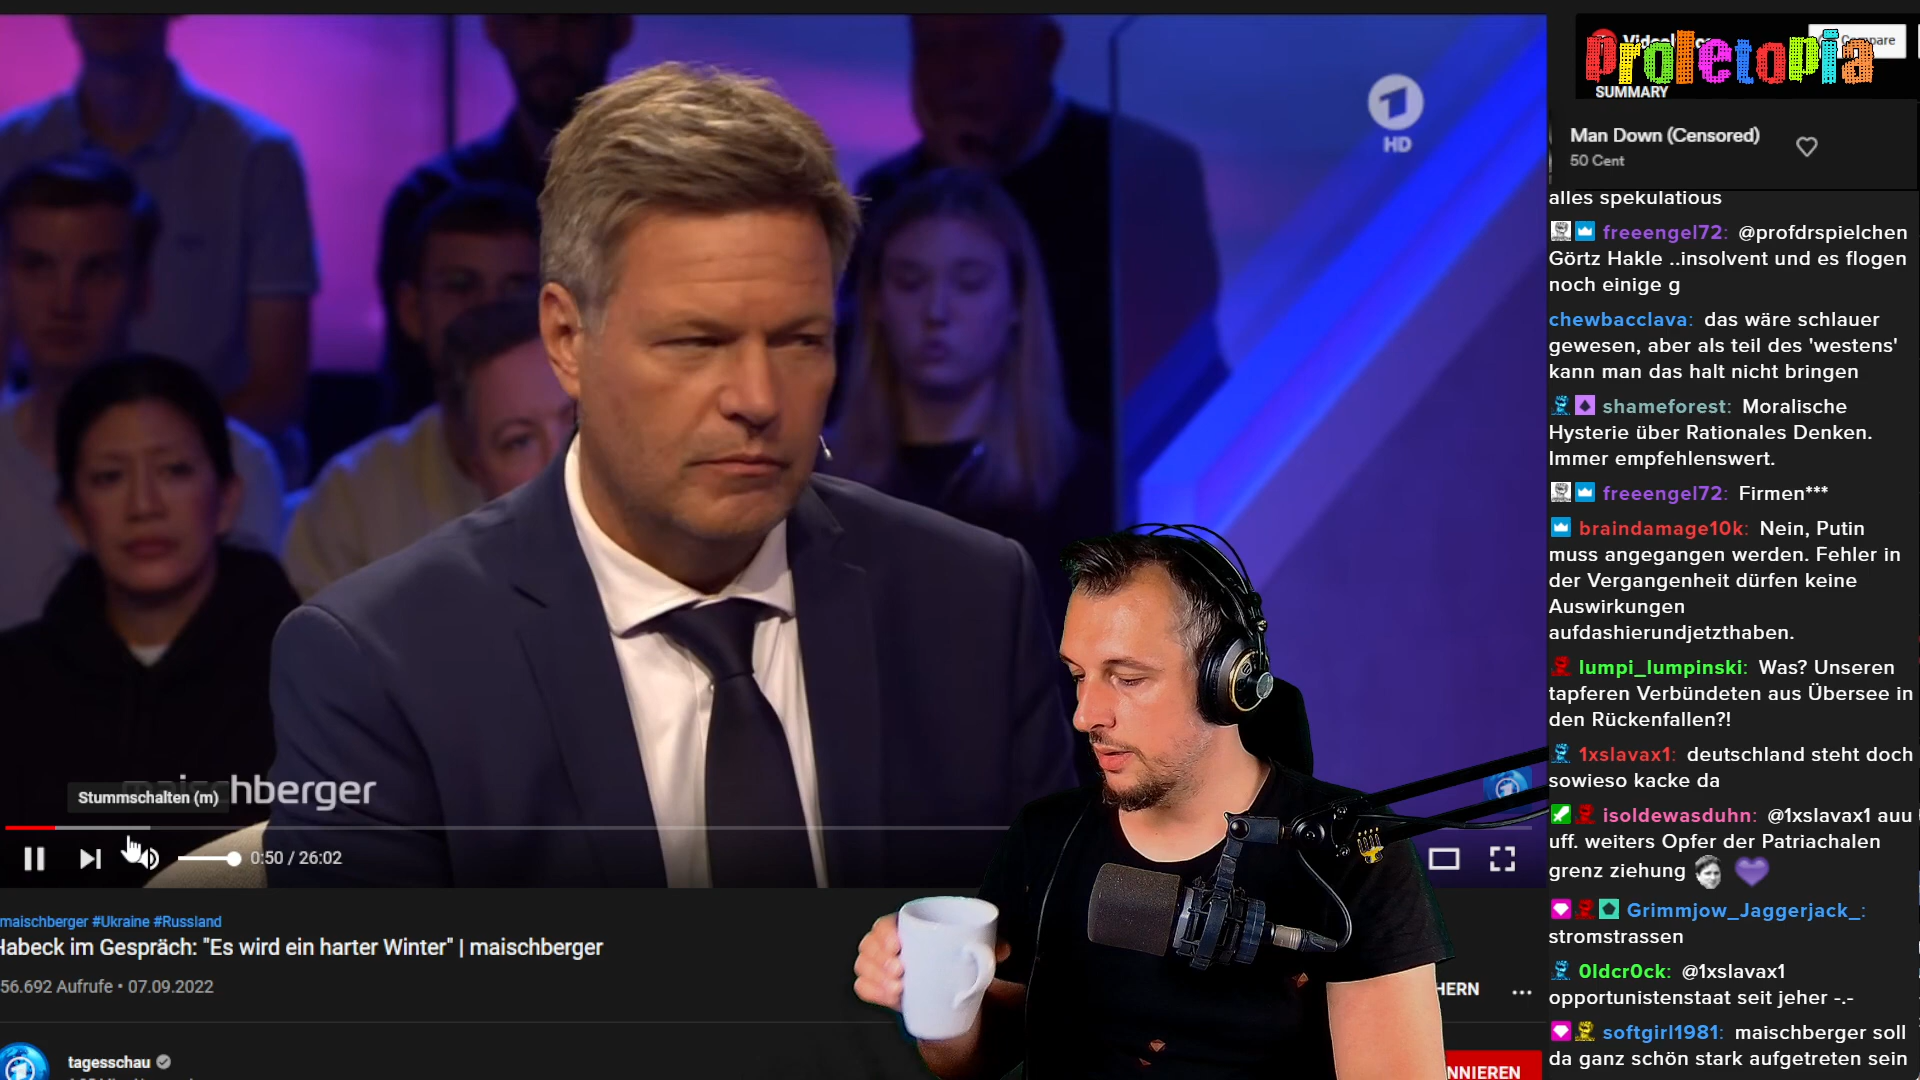 HD
Stummschalten (m)
maischberger
0:50 / 26:02
maischberger #Ukraine #Russland
Habeck im Gespräch: "Es wird ein harter Winter" | maischberger
56.692 Aufrufe • 07.09.2022
HERN
tagesschau
NNIEREN
Proletopia
SUMMARY
Man Down (Censored)
50 Cent
alles spekulatious
freeengel72: @profdrspielchen
Görtz Hakle ..insolvent und es flogen
noch einige g
chewbacclava: das wäre schlauer
gewesen, aber als teil des 'westens'
kann man das halt nicht bringen
shameforest: Moralische
Hysterie über Rationales Denken.
Immer empfehlenswert.
freeengel72: Firmen***
braindamage10k: Nein, Putin
muss angegangen werden. Fehler in
der Vergangenheit dürfen keine
Auswirkungen
aufdashierundjetzthaben.
lumpi_lumpinski: Was? Unseren
tapferen Verbündeten aus Übersee in
den Rückenfallen?!
1xslavax1: deutschland steht doch
sowieso kacke da
isoldewasduhn: @1xslavax1 auu
uff. weiters Opfer der Patriachalen
grenz ziehung
Grimmjow_Jaggerjack_:
stromstrassen
0ldcr0ck: @1xslavax1
opportunistenstaat seit jeher -.-
softgirl1981: maischberger soll
da ganz schön stark aufgetreten sein